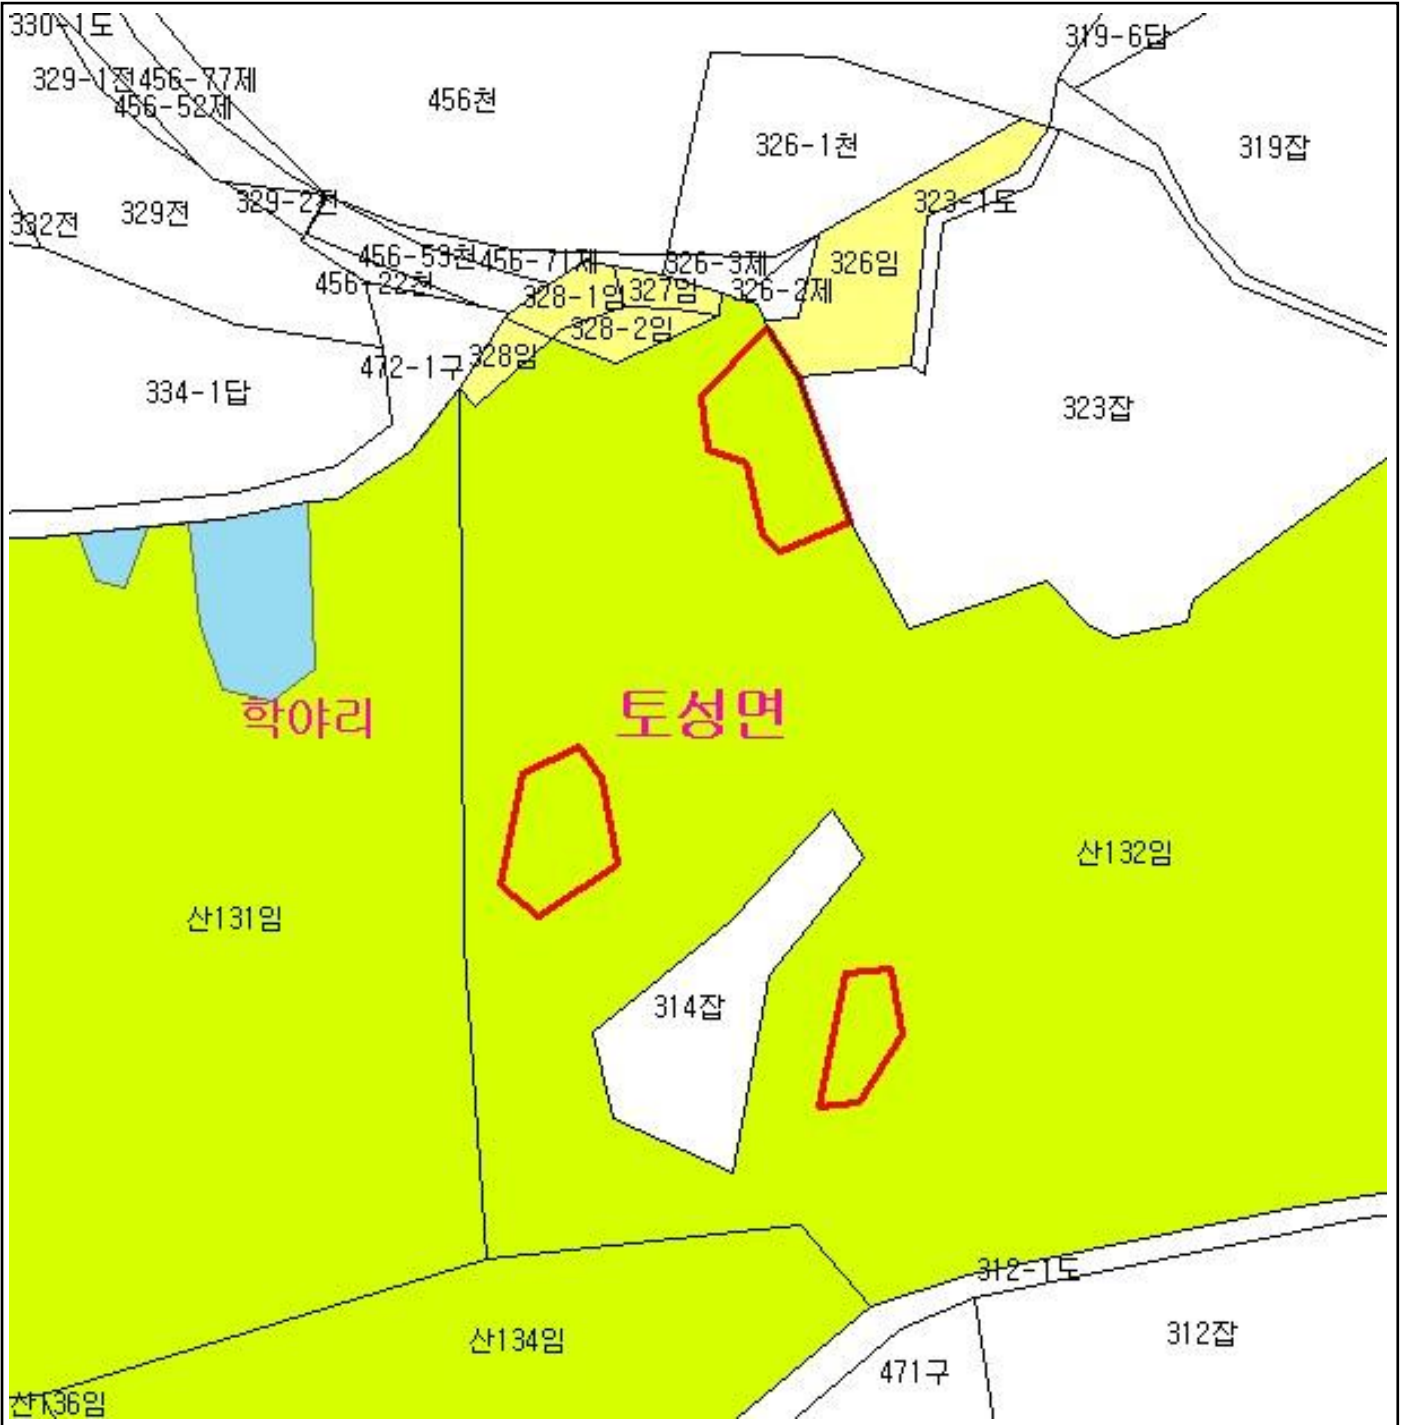 330-1도
319-6답
329-1전
456-77제
456-52제
456천
326-1천
319잡
332전
329전
329-2전
323-1도
456-53천
456-71제
326-3제
326임
456-22천
328-1임
327임
326-2제
328-2임
472-1구
328임
334-1답
323잡
학야리
토성면
산132임
산131임
314잡
312-1도
산134임
312잡
471구
산136임